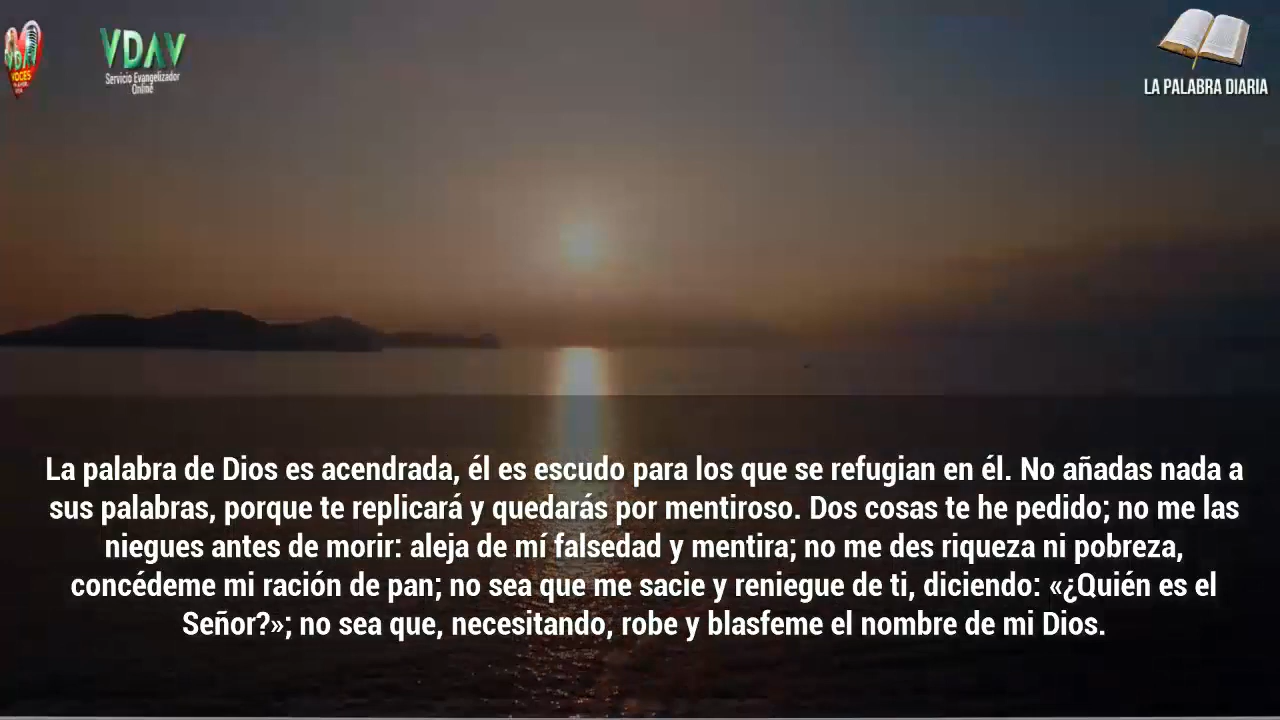 VDAV
VOCES
VDAV
Servicio Evangelizador
Online
LA PALABRA DIARIA
La palabra de Dios es acendrada, él es escudo para los que se refugian en él. No añadas nada a
sus palabras, porque te replicará y quedarás por mentiroso. Dos cosas te he pedido; no me las
niegues antes de morir: aleja de mí falsedad y mentira; no me des riqueza ni pobreza,
concédeme mi ración de pan; no sea que me sacie y reniegue de ti, diciendo: «¿Quién es el
Señor?»; no sea que, necesitando, robe y blasfeme el nombre de mi Dios.